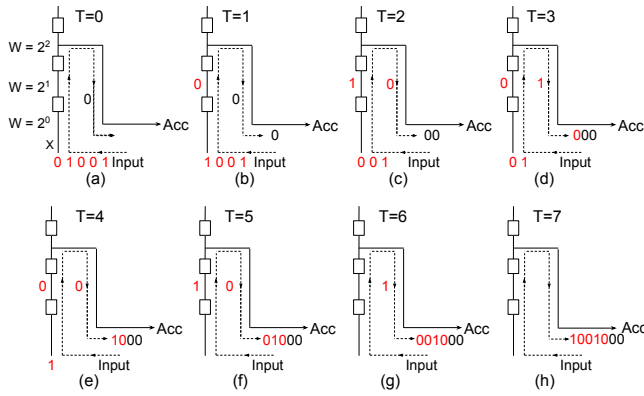 T=0 T=1 T=2 T=3
W = 2²
W = 2¹ 0 0 0 1 0 0 1
W = 2⁰ 0 00 000
Acc Acc Acc Acc
X
0 1 0 0 1 Input 1 0 0 1 Input 0 0 1 Input 0 1 Input
(a) (b) (c) (d)
T=4 T=5 T=6 T=7
0 0 1 0 1
Acc Acc Acc Acc
1000 01000 001000 1001000
1 Input Input Input Input
(e) (f) (g) (h)